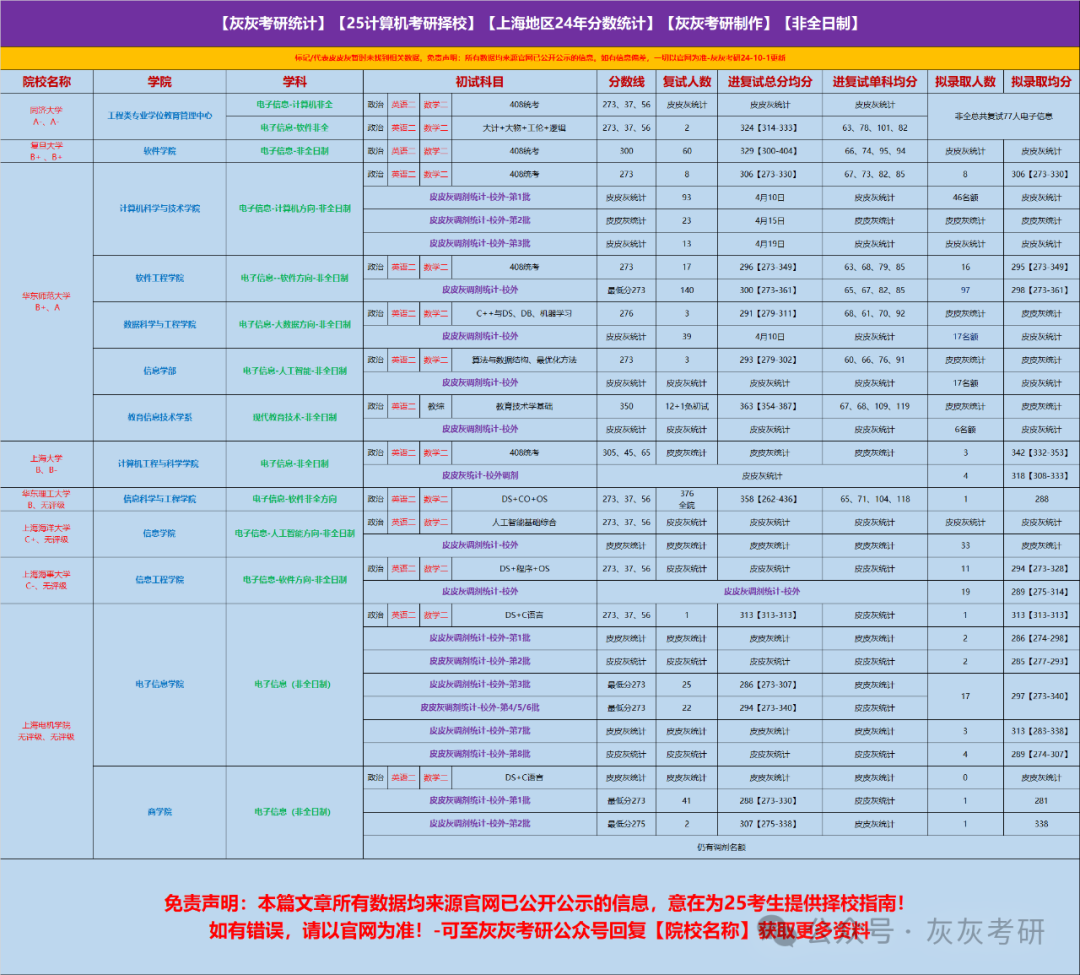 【灰灰考研统计】【25计算机考研择校】【上海地区24年分数统计】【灰灰考研制作】【非全日制】
标记/代表皮皮灰暂时未找到相关数据，免责声明：所有数据均来源官网已公开公示的信息，如有信息偏差，一切以官网为准-灰灰考研24-10-1更新
院校名称 学院 学科 初试科目 分数线 复试人数 进复试总分均分 进复试单科均分 拟录取人数 拟录取均分
同济大学
A-、A-
工程类专业学位教育管理中心
电子信息-计算机非全 政治 英语二 数学二 408统考 273、37、56 皮皮灰统计 皮皮灰统计 皮皮灰统计
非全总共复试77人电子信息
电子信息-软件非全 政治 英语二 数学二 大计+大物+工伦+逻辑 273、37、56 2 324【314-333】 63、78、101、82
复旦大学
B+、B+
软件学院 电子信息-非全日制 政治 英语二 数学二 408统考 300 60 329【300-404】 66、74、95、94 皮皮灰统计 皮皮灰统计
华东师范大学
B+、A
计算机科学与技术学院 电子信息-计算机方向-非全日制
政治 英语二 数学二 408统考 273 8 306【273-330】 67、73、82、85 8 306【273-330】
皮皮灰调剂统计-校外-第1批 皮皮灰统计 93 4月10日 皮皮灰统计 46名额 皮皮灰统计
皮皮灰调剂统计-校外-第2批 皮皮灰统计 23 4月15日 皮皮灰统计 皮皮灰统计 皮皮灰统计
皮皮灰调剂统计-校外-第3批 皮皮灰统计 13 4月19日 皮皮灰统计 皮皮灰统计 皮皮灰统计
软件工程学院 电子信息--软件方向-非全日制
政治 英语二 数学二 408统考 273 17 296【273-349】 63、68、79、85 16 295【273-349】
皮皮灰调剂统计-校外 最低分273 140 300【273-361】 65、67、82、85 97 298【273-361】
数据科学与工程学院 电子信息-大数据方向-非全日制
政治 英语二 数学二 C++与DS、DB、机器学习 276 3 291【279-311】 68、61、70、92 皮皮灰统计 皮皮灰统计
皮皮灰调剂统计-校外 皮皮灰统计 39 4月10日 皮皮灰统计 17名额 皮皮灰统计
信息学部 电子信息-人工智能-非全日制
政治 英语二 数学二 算法与数据结构、最优化方法 273 3 293【279-302】 60、66、76、91 皮皮灰统计 皮皮灰统计
皮皮灰调剂统计-校外 皮皮灰统计 皮皮灰统计 皮皮灰统计 皮皮灰统计 17名额 皮皮灰统计
教育信息技术学系 现代教育技术-非全日制
政治 英语二 教综 教育技术学基础 350 12+1免初试 363【354-387】 67、68、109、119 皮皮灰统计 皮皮灰统计
皮皮灰调剂统计-校外 皮皮灰统计 皮皮灰统计 皮皮灰统计 皮皮灰统计 6名额 皮皮灰统计
上海大学
B、B-
计算机工程与科学学院 电子信息-非全日制
政治 英语二 数学二 408统考 305、45、65 皮皮灰统计 皮皮灰统计 皮皮灰统计 3 342【332-353】
皮皮灰统计-校外调剂 皮皮灰统计 4 318【308-333】
华东理工大学
B、无评级
信息科学与工程学院 电子信息-软件非全方向 政治 英语二 数学二 DS+CO+OS 273、37、56 376
全院
358【262-436】 65、71、104、118 1 288
上海海洋大学
C+、无评级
信息学院 电子信息-人工智能方向-非全日制
政治 英语二 数学二 人工智能基础综合 273、37、56 皮皮灰统计 皮皮灰统计 皮皮灰统计 皮皮灰统计 皮皮灰统计
皮皮灰调剂统计-校外 皮皮灰统计 皮皮灰统计 皮皮灰统计 皮皮灰统计 33 皮皮灰统计
上海海事大学
C-、无评级
信息工程学院 电子信息-软件方向-非全日制
政治 英语二 数学二 DS+程序+OS 273、37、56 皮皮灰统计 皮皮灰统计 皮皮灰统计 11 294【273-328】
皮皮灰调剂统计-校外 皮皮灰调剂统计-校外 19 289【275-314】
上海电机学院
无评级、无评级
电子信息学院 电子信息（非全日制）
政治 英语二 数学二 DS+C语言 273、37、56 1 313【313-313】 皮皮灰统计 1 313【313-313】
皮皮灰调剂统计-校外-第1批 皮皮灰统计 皮皮灰统计 皮皮灰统计 皮皮灰统计 2 286【274-298】
皮皮灰调剂统计-校外-第2批 皮皮灰统计 皮皮灰统计 皮皮灰统计 皮皮灰统计 2 285【277-293】
皮皮灰调剂统计-校外-第3批 最低分273 25 286【273-307】 皮皮灰统计
17 297【273-340】
皮皮灰调剂统计-校外-第4/5/6批 最低分273 22 294【273-340】 皮皮灰统计
皮皮灰调剂统计-校外-第7批 皮皮灰统计 皮皮灰统计 皮皮灰统计 皮皮灰统计 3 313【283-338】
皮皮灰调剂统计-校外-第8批 皮皮灰统计 皮皮灰统计 皮皮灰统计 皮皮灰统计 4 289【274-307】
商学院 电子信息（非全日制）
政治 英语二 数学二 DS+C语言 皮皮灰统计 皮皮灰统计 皮皮灰统计 皮皮灰统计 0 皮皮灰统计
皮皮灰调剂统计-校外-第1批 最低分273 41 288【273-330】 皮皮灰统计 1 281
皮皮灰调剂统计-校外-第2批 最低分275 2 307【275-338】 皮皮灰统计 1 338
仍有调剂名额
免责声明：本篇文章所有数据均来源官网已公开公示的信息，意在为25考生提供择校指南！
如有错误，请以官网为准！-可至灰灰考研公众号回复【院校名称】获取更多资料
公众号 · 灰灰考研